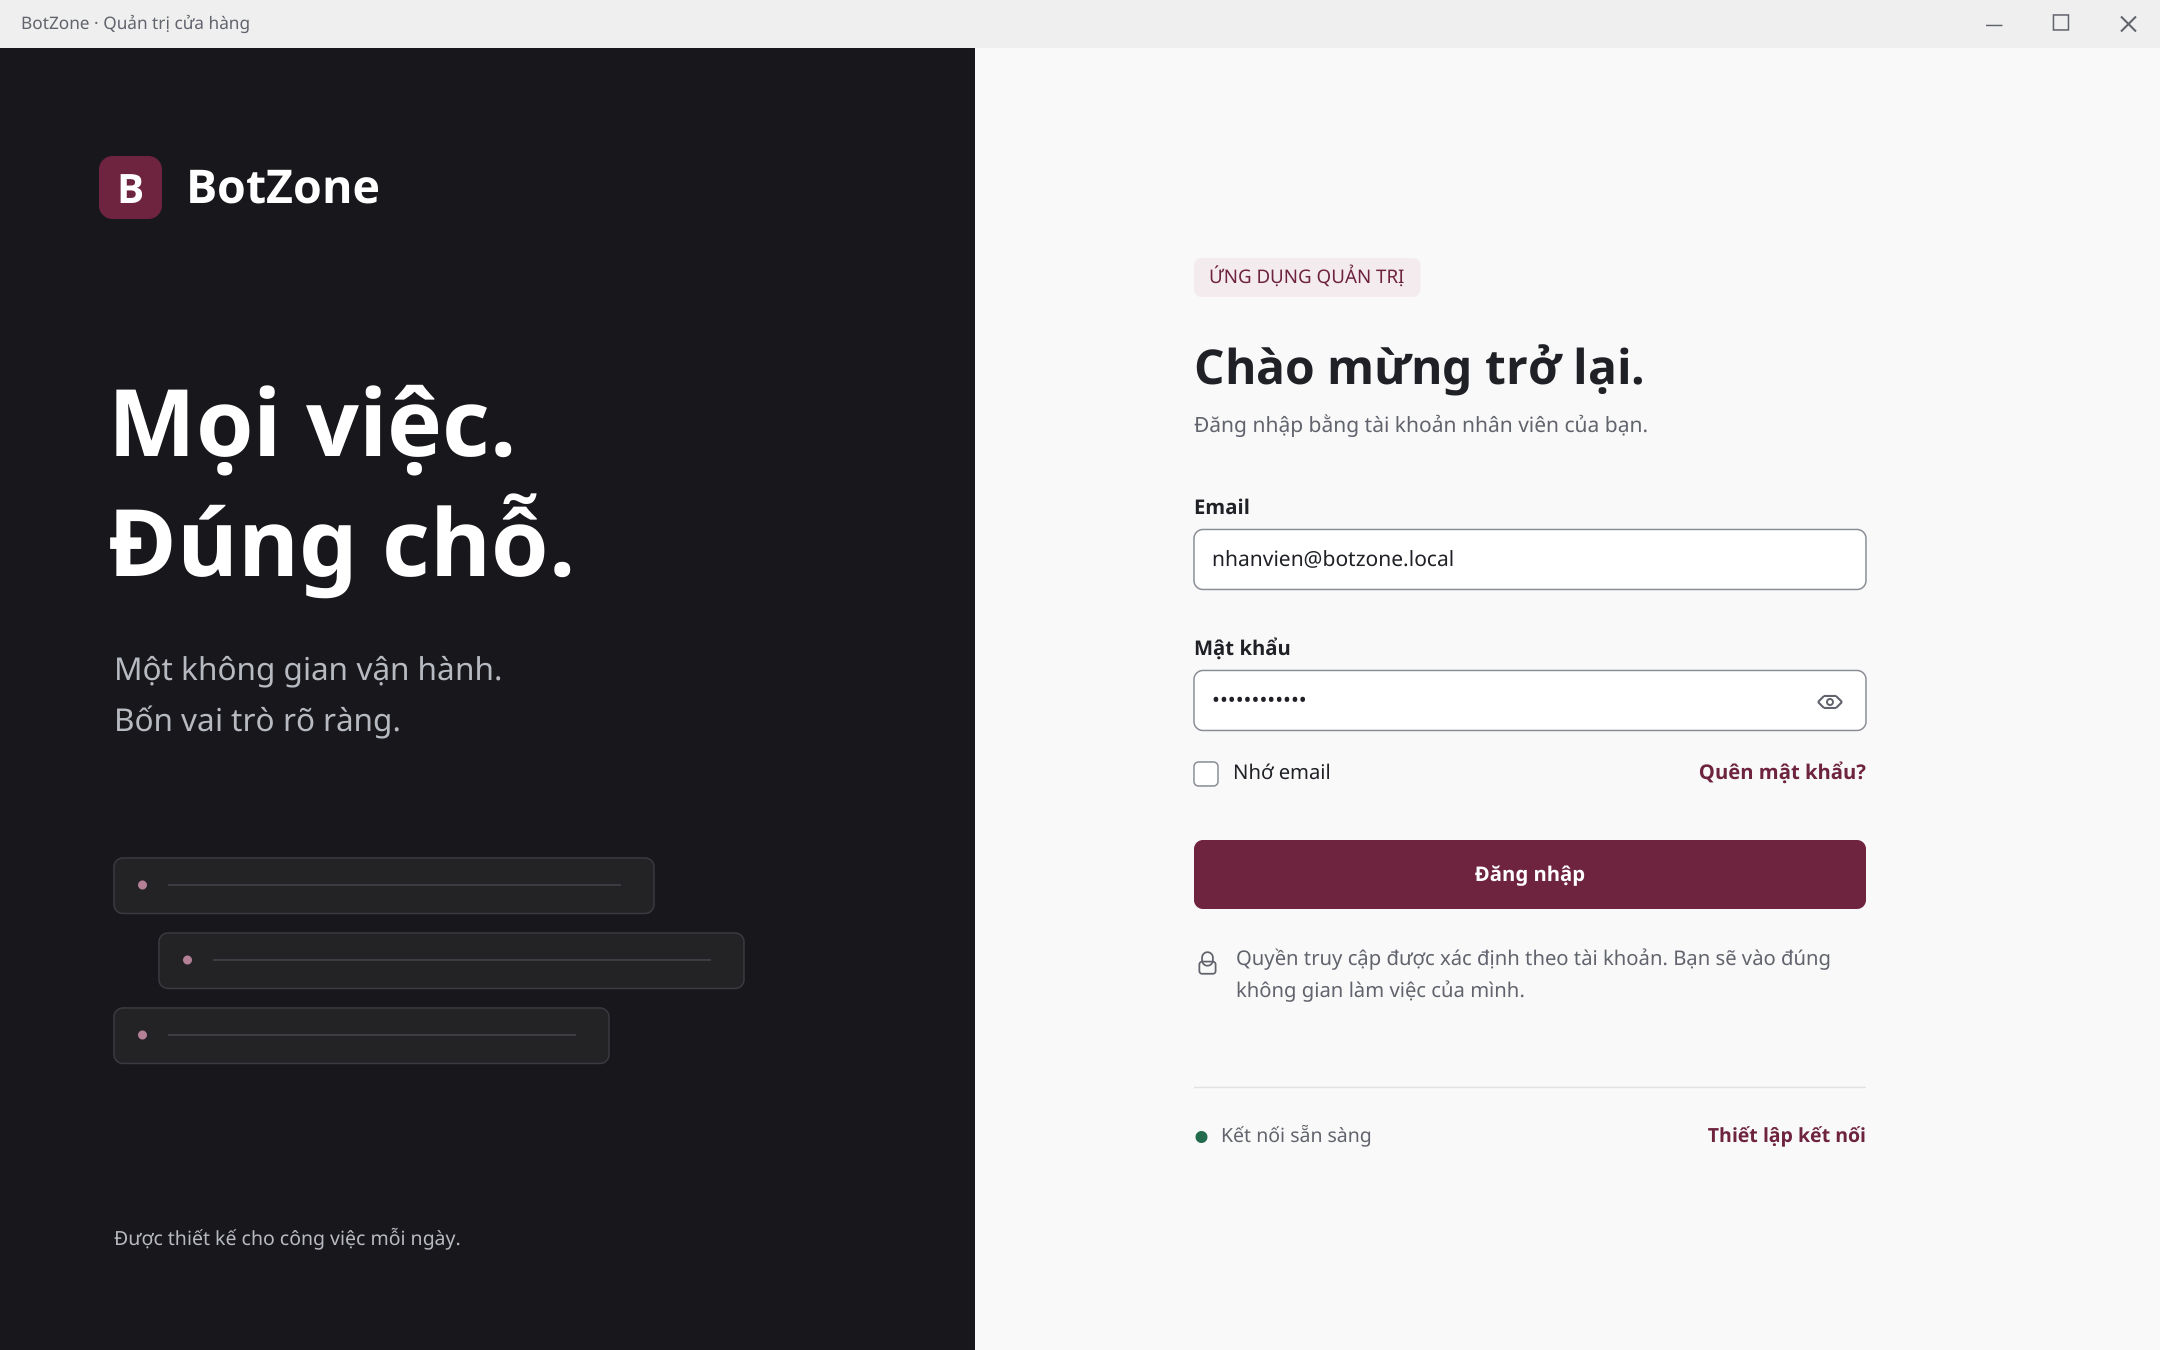 BotZone · Quản trị cửa hàng
B BotZone
Mọi việc.
Đúng chỗ.
Một không gian vận hành.
Bốn vai trò rõ ràng.
Được thiết kế cho công việc mỗi ngày.
ỨNG DỤNG QUẢN TRỊ
Chào mừng trở lại.
Đăng nhập bằng tài khoản nhân viên của bạn.
Email
nhanvien@botzone.local
Mật khẩu
••••••••••••
Nhớ email
Quên mật khẩu?
Đăng nhập
Quyền truy cập được xác định theo tài khoản. Bạn sẽ vào đúng
không gian làm việc của mình.
Kết nối sẵn sàng
Thiết lập kết nối